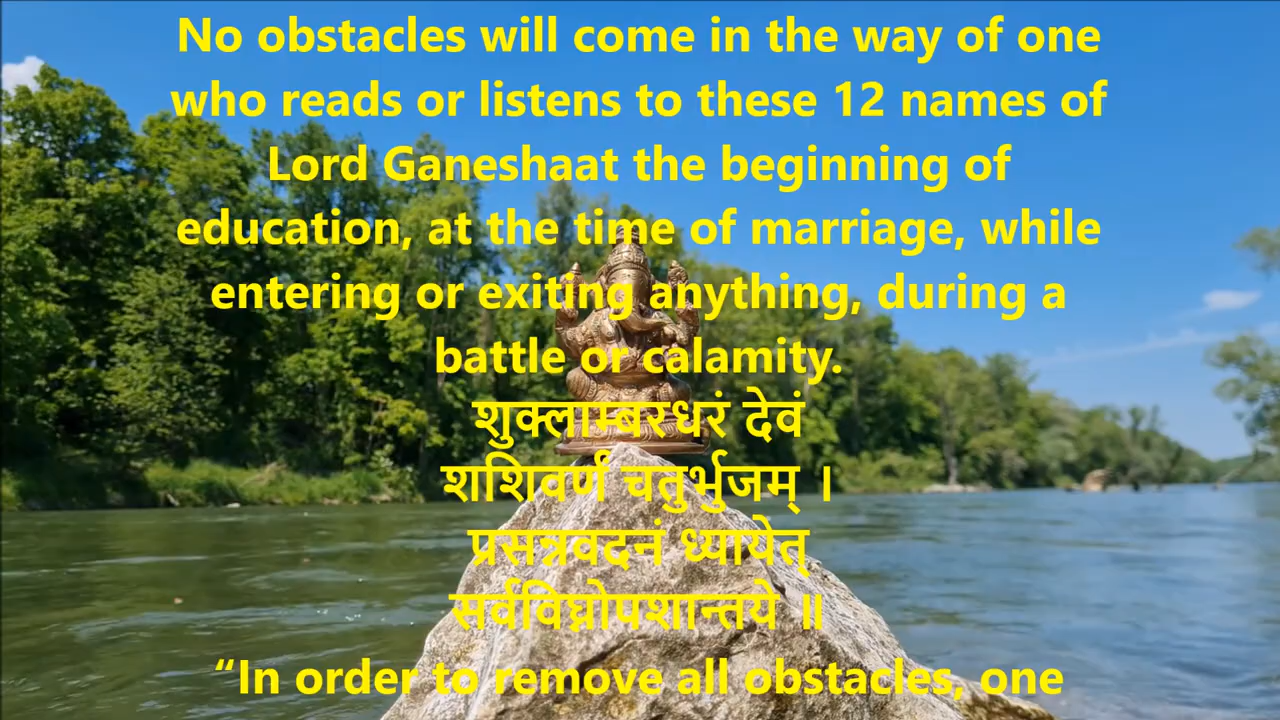 No obstacles will come in the way of one
who reads or listens to these 12 names of
Lord Ganeshaat the beginning of
education, at the time of marriage, while
entering or exiting anything, during a
battle or calamity.
शुक्लाम्बरधरं देवं
शशिवर्णं चतुर्भुजम् ।
प्रसन्नवदनं ध्यायेत्
सर्वविघ्नोपशान्तये ॥
“In order to remove all obstacles, one